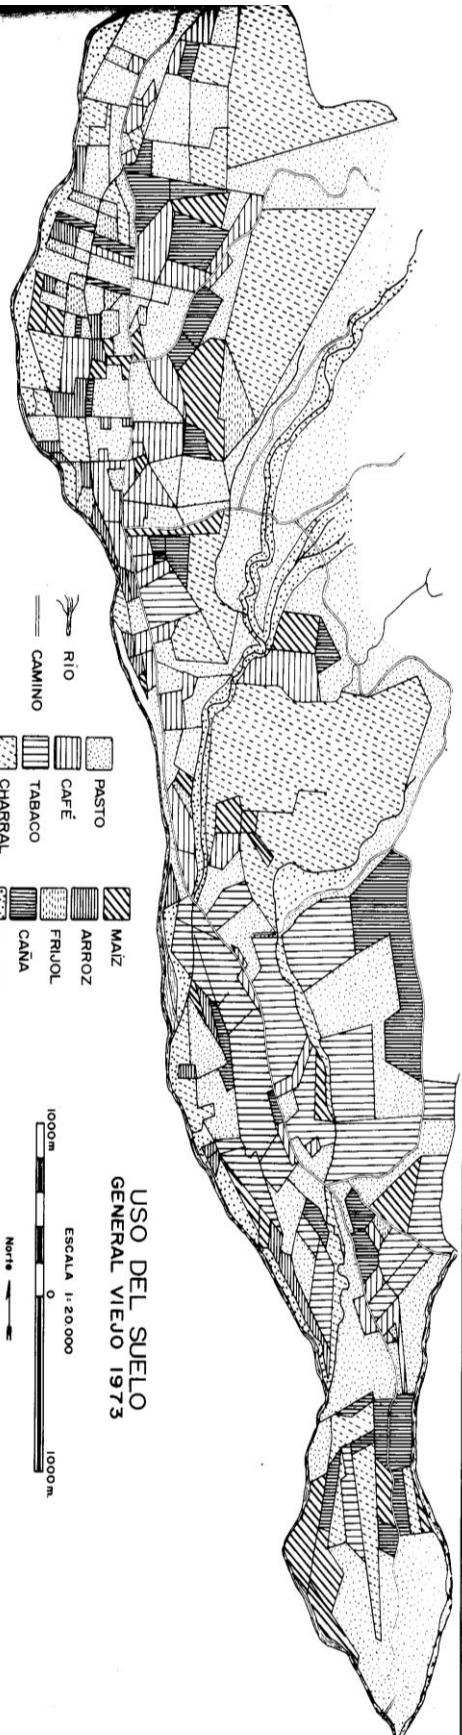 USO DEL SUELO
GENERAL VIEJO 1973
RÍO
CAMINO
PASTO
CAFÉ
TABACO
CHARRAL
MAÍZ
ARROZ
FRIJOL
CAÑA
ESCALA 1:20.000
1000m 0 1000m.
Norte